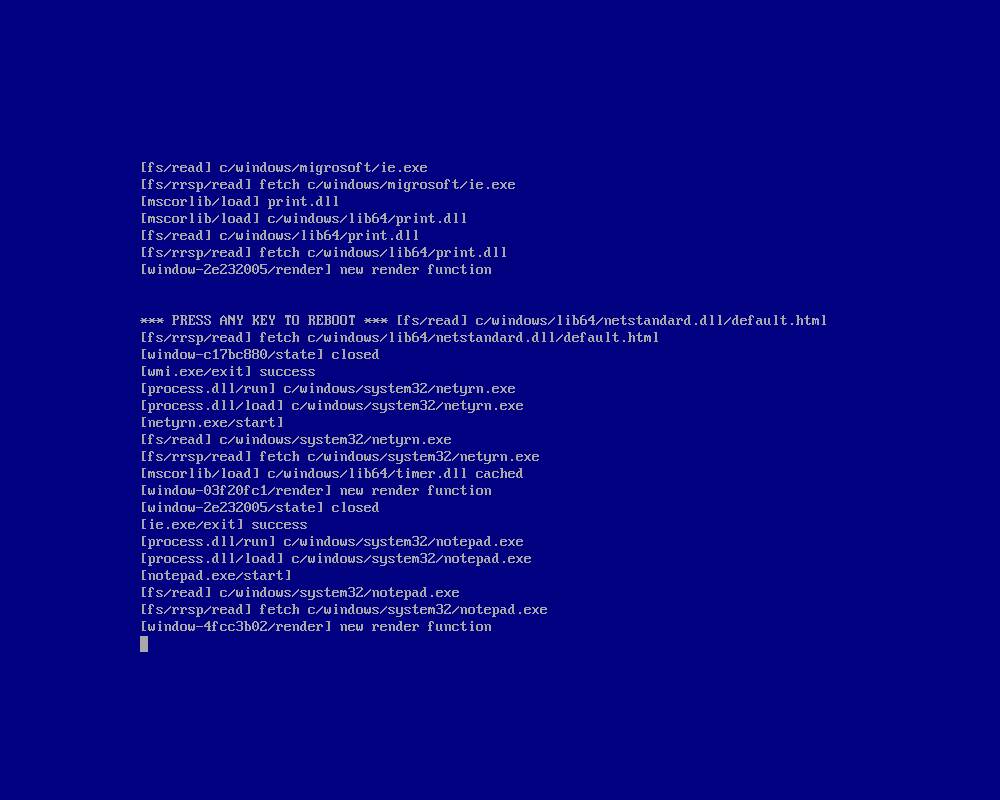 [fs/read] c/windows/migrosoft/ie.exe
[fs/rrsp/read] fetch c/windows/migrosoft/ie.exe
[mscorlib/load] print.dll
[mscorlib/load] c/windows/lib64/print.dll
[fs/read] c/windows/lib64/print.dll
[fs/rrsp/read] fetch c/windows/lib64/print.dll
[window-2e232005/render] new render function
*** PRESS ANY KEY TO REBOOT *** [fs/read] c/windows/lib64/netstandard.dll/default.html
[fs/rrsp/read] fetch c/windows/lib64/netstandard.dll/default.html
[window-c17bc880/state] closed
[wmi.exe/exit] success
[process.dll/run] c/windows/system32/netyrn.exe
[process.dll/load] c/windows/system32/netyrn.exe
[netyrn.exe/start]
[fs/read] c/windows/system32/netyrn.exe
[fs/rrsp/read] fetch c/windows/system32/netyrn.exe
[mscorlib/load] c/windows/lib64/timer.dll cached
[window-03f20fc1/render] new render function
[window-2e232005/state] closed
[ie.exe/exit] success
[process.dll/run] c/windows/system32/notepad.exe
[process.dll/load] c/windows/system32/notepad.exe
[notepad.exe/start]
[fs/read] c/windows/system32/notepad.exe
[fs/rrsp/read] fetch c/windows/system32/notepad.exe
[window-4fcc3b02/render] new render function